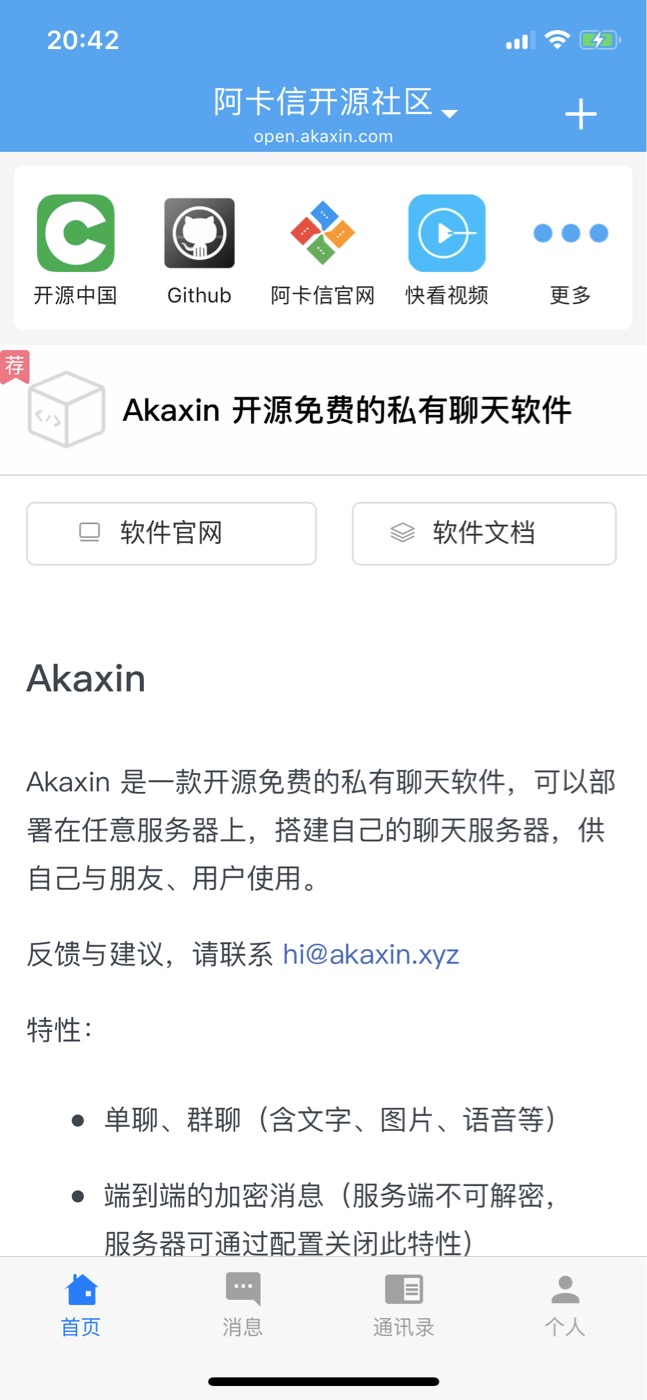 20:42
阿卡信开源社区
open.akaxin.com
开源中国
Github
阿卡信官网
快看视频
更多
荐
Akaxin 开源免费的私有聊天软件
软件官网
软件文档
Akaxin
Akaxin 是一款开源免费的私有聊天软件，可以部
署在任意服务器上，搭建自己的聊天服务器，供
自己与朋友、用户使用。
反馈与建议，请联系 hi@akaxin.xyz
特性：
● 单聊、群聊（含文字、图片、语音等）
● 端到端的加密消息（服务端不可解密，
服务器可通过配置关闭此特性）
首页
消息
通讯录
个人